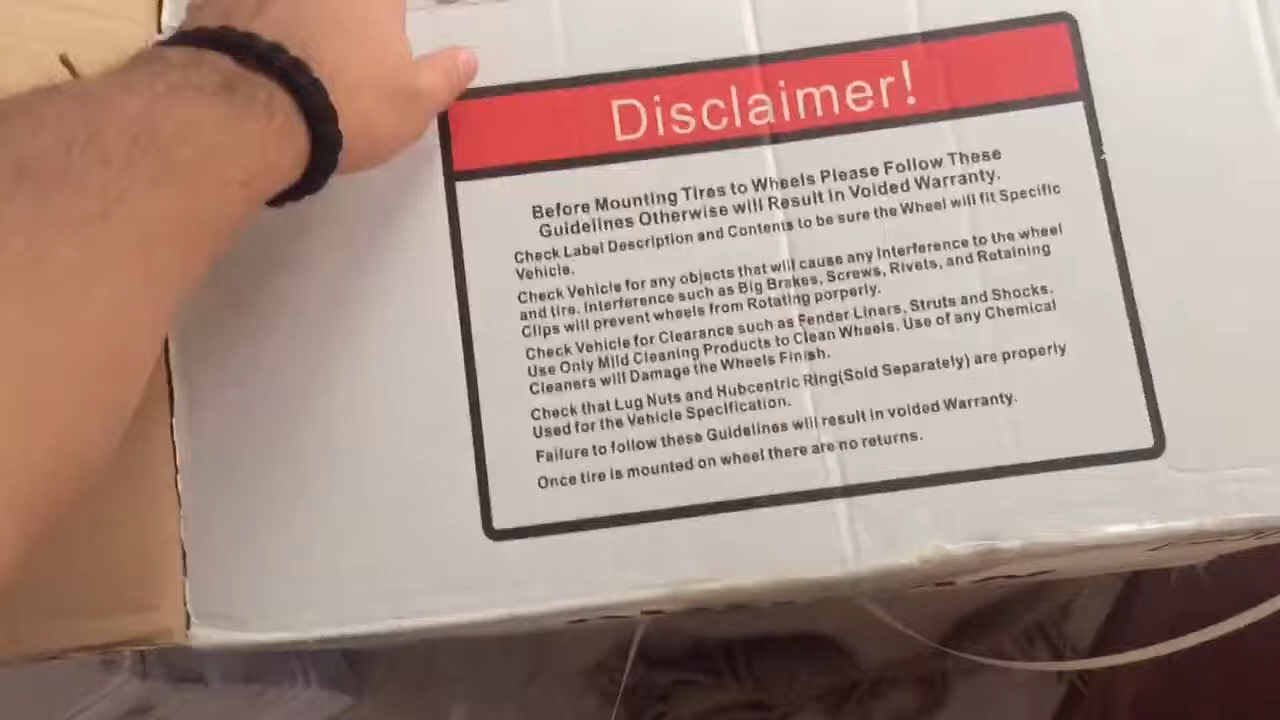 Disclaimer!
Before Mounting Tires to Wheels Please Follow These
Guidelines Otherwise will Result in Voided Warranty.
Check Label Description and Contents to be sure the Wheel will fit Specific
Vehicle.
Check Vehicle for any objects that will cause any Interference to the wheel
and tire. Interference such as Big Brakes, Screws, Rivets, and Retaining
Clips will prevent wheels from Rotating porperly.
Check Vehicle for Clearance such as Fender Liners, Struts and Shocks.
Use Only Mild Cleaning Products to Clean Wheels. Use of any Chemical
Cleaners will Damage the Wheels Finish.
Check that Lug Nuts and Hubcentric Ring(Sold Separately) are properly
Used for the Vehicle Specification.
Failure to follow these Guidelines will result in voided Warranty.
Once tire is mounted on wheel there are no returns.